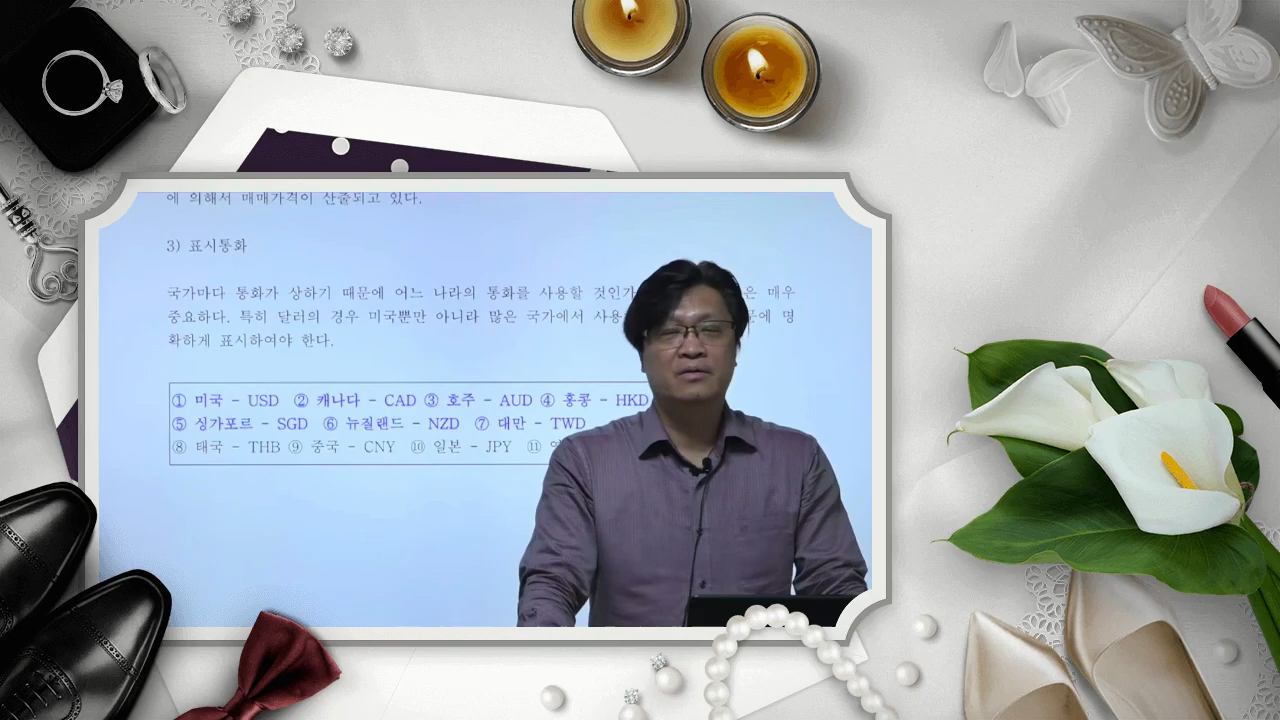 에 의해서 매매가격이 산출되고 있다.
3) 표시통화
국가마다 통화가 상하기 때문에 어느 나라의 통화를 사용할 것인가 은 매우
중요하다. 특히 달러의 경우 미국뿐만 아니라 많은 국가에서 사용 문에 명
확하게 표시하여야 한다.
① 미국 - USD ② 캐나다 - CAD ③ 호주 - AUD ④ 홍콩 - HKD
⑤ 싱가포르 - SGD ⑥ 뉴질랜드 - NZD ⑦ 대만 - TWD
⑧ 태국 - THB ⑨ 중국 - CNY ⑩ 일본 - JPY ⑪